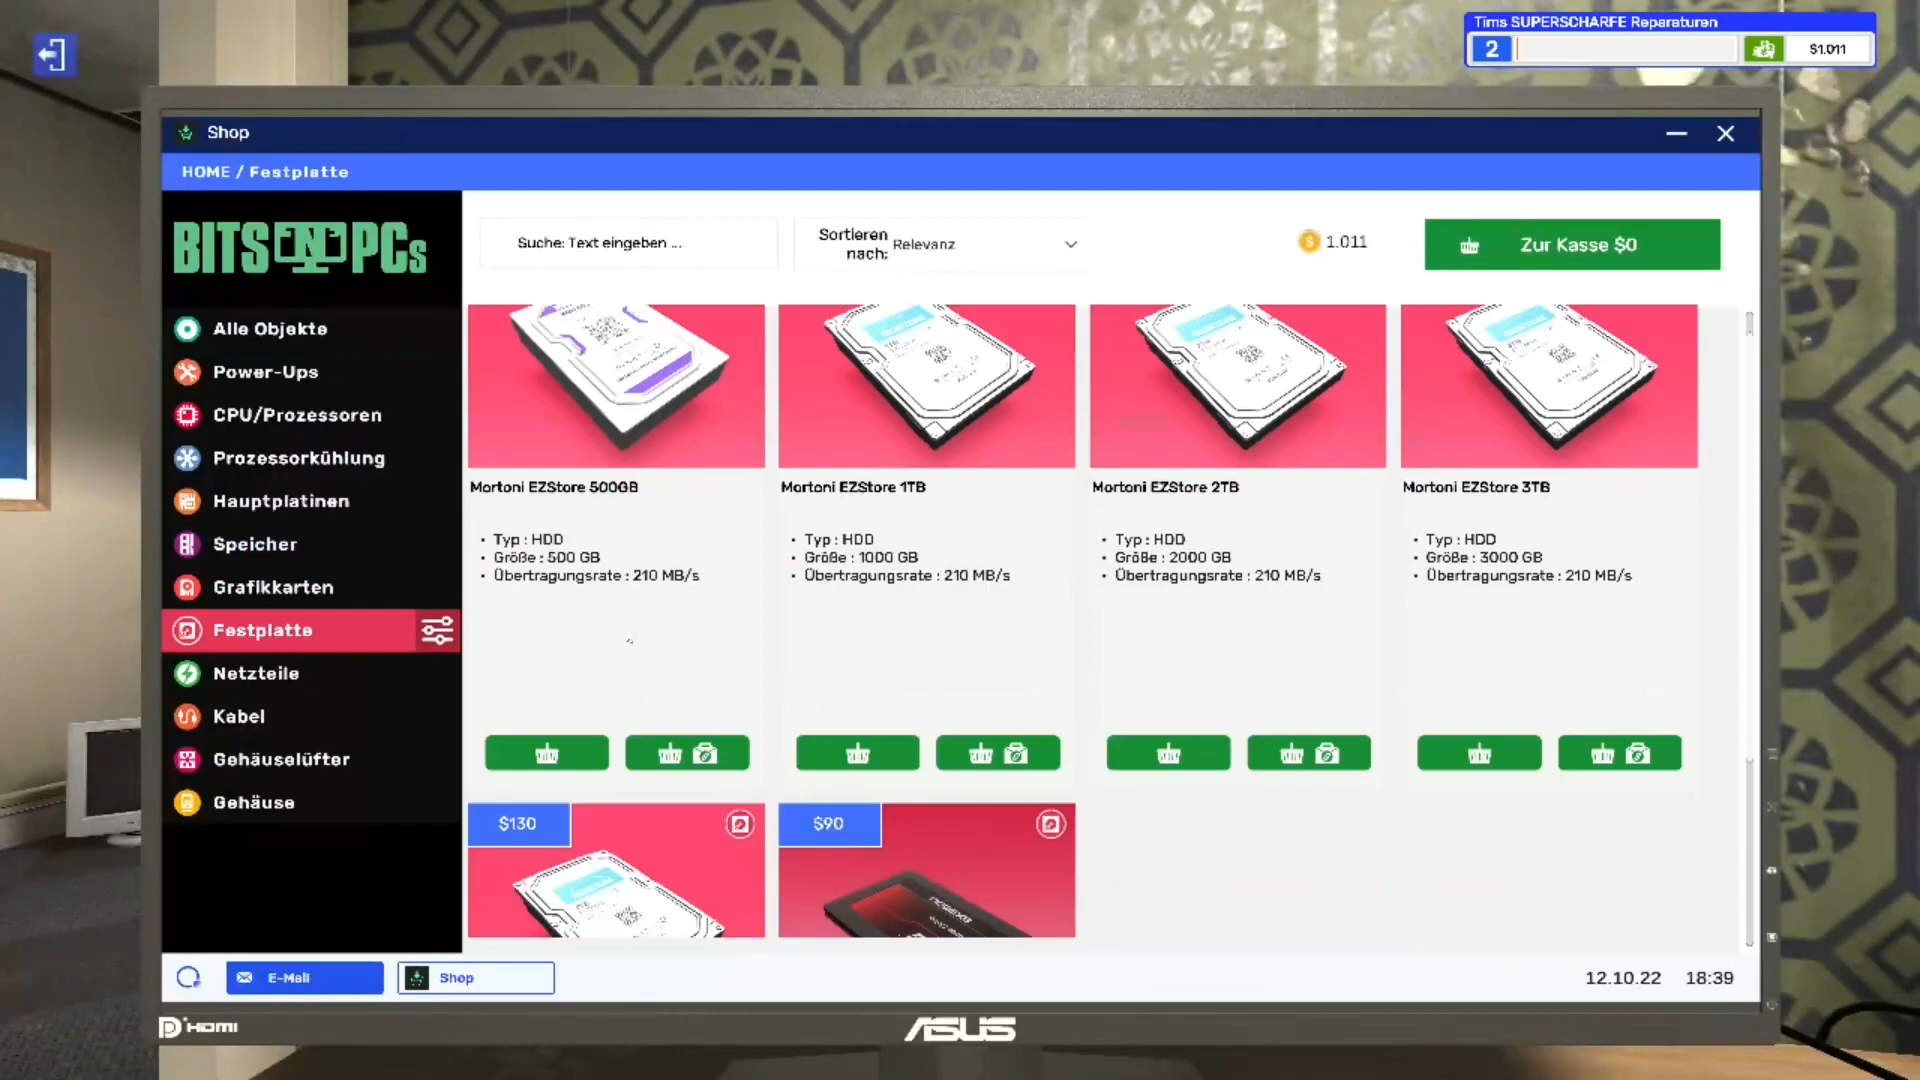 Tims SUPERSCHARFE Reparaturen
2
$1.011
Shop
HOME / Festplatte
BITS PCs
Suche: Text eingeben ...
Sortieren nach: Relevanz
1.011
Zur Kasse $0
Alle Objekte
Power-Ups
CPU/Prozessoren
Prozessorkühlung
Hauptplatinen
Speicher
Grafikkarten
Festplatte
Netzteile
Kabel
Gehäuselüfter
Gehäuse
Mortoni EZStore 500GB
• Typ : HDD
• Größe : 500 GB
• Übertragungsrate : 210 MB/s
Mortoni EZStore 1TB
• Typ : HDD
• Größe : 1000 GB
• Übertragungsrate : 210 MB/s
Mortoni EZStore 2TB
• Typ : HDD
• Größe : 2000 GB
• Übertragungsrate : 210 MB/s
Mortoni EZStore 3TB
• Typ : HDD
• Größe : 3000 GB
• Übertragungsrate : 210 MB/s
$130
$90
E-Mail
Shop
12.10.22
18:39
HDMI
ASUS